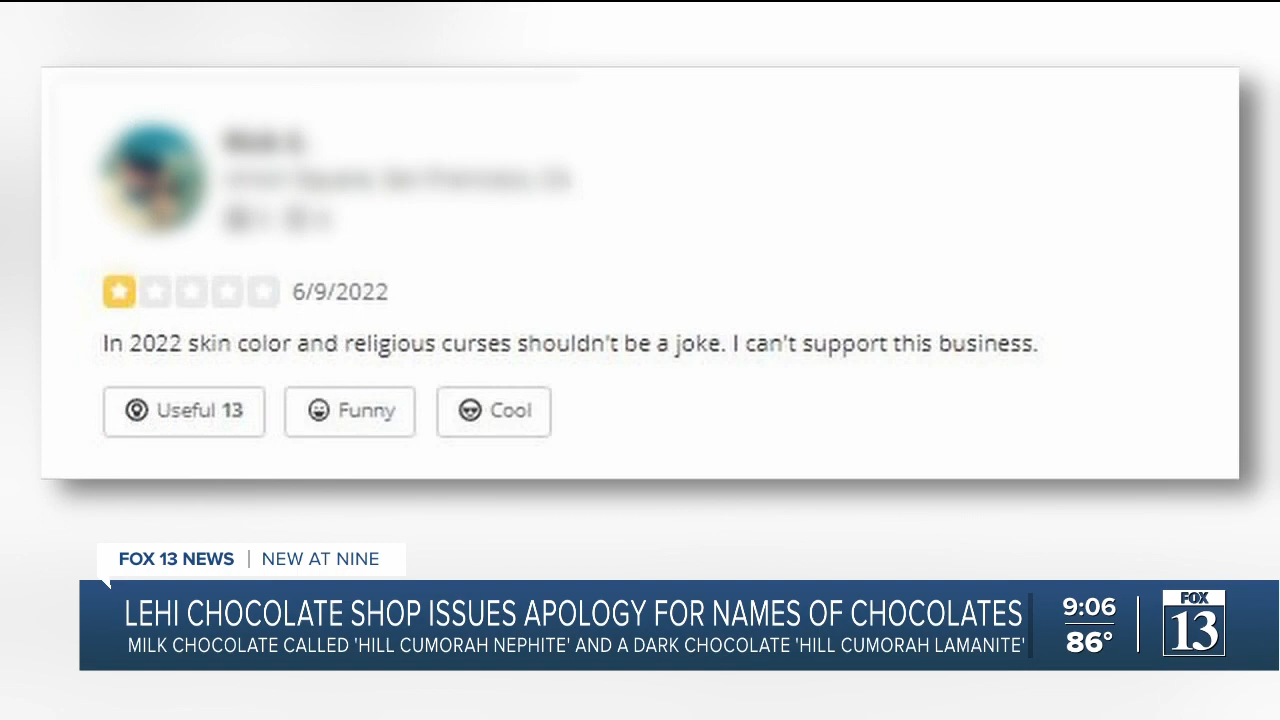 6/9/2022
In 2022 skin color and religious curses shouldn't be a joke. I can't support this business.
Useful 13
Funny
Cool
FOX 13 NEWS | NEW AT NINE
LEHI CHOCOLATE SHOP ISSUES APOLOGY FOR NAMES OF CHOCOLATES
MILK CHOCOLATE CALLED 'HILL CUMORAH NEPHITE' AND A DARK CHOCOLATE 'HILL CUMORAH LAMANITE'
9:06
86°
FOX
13